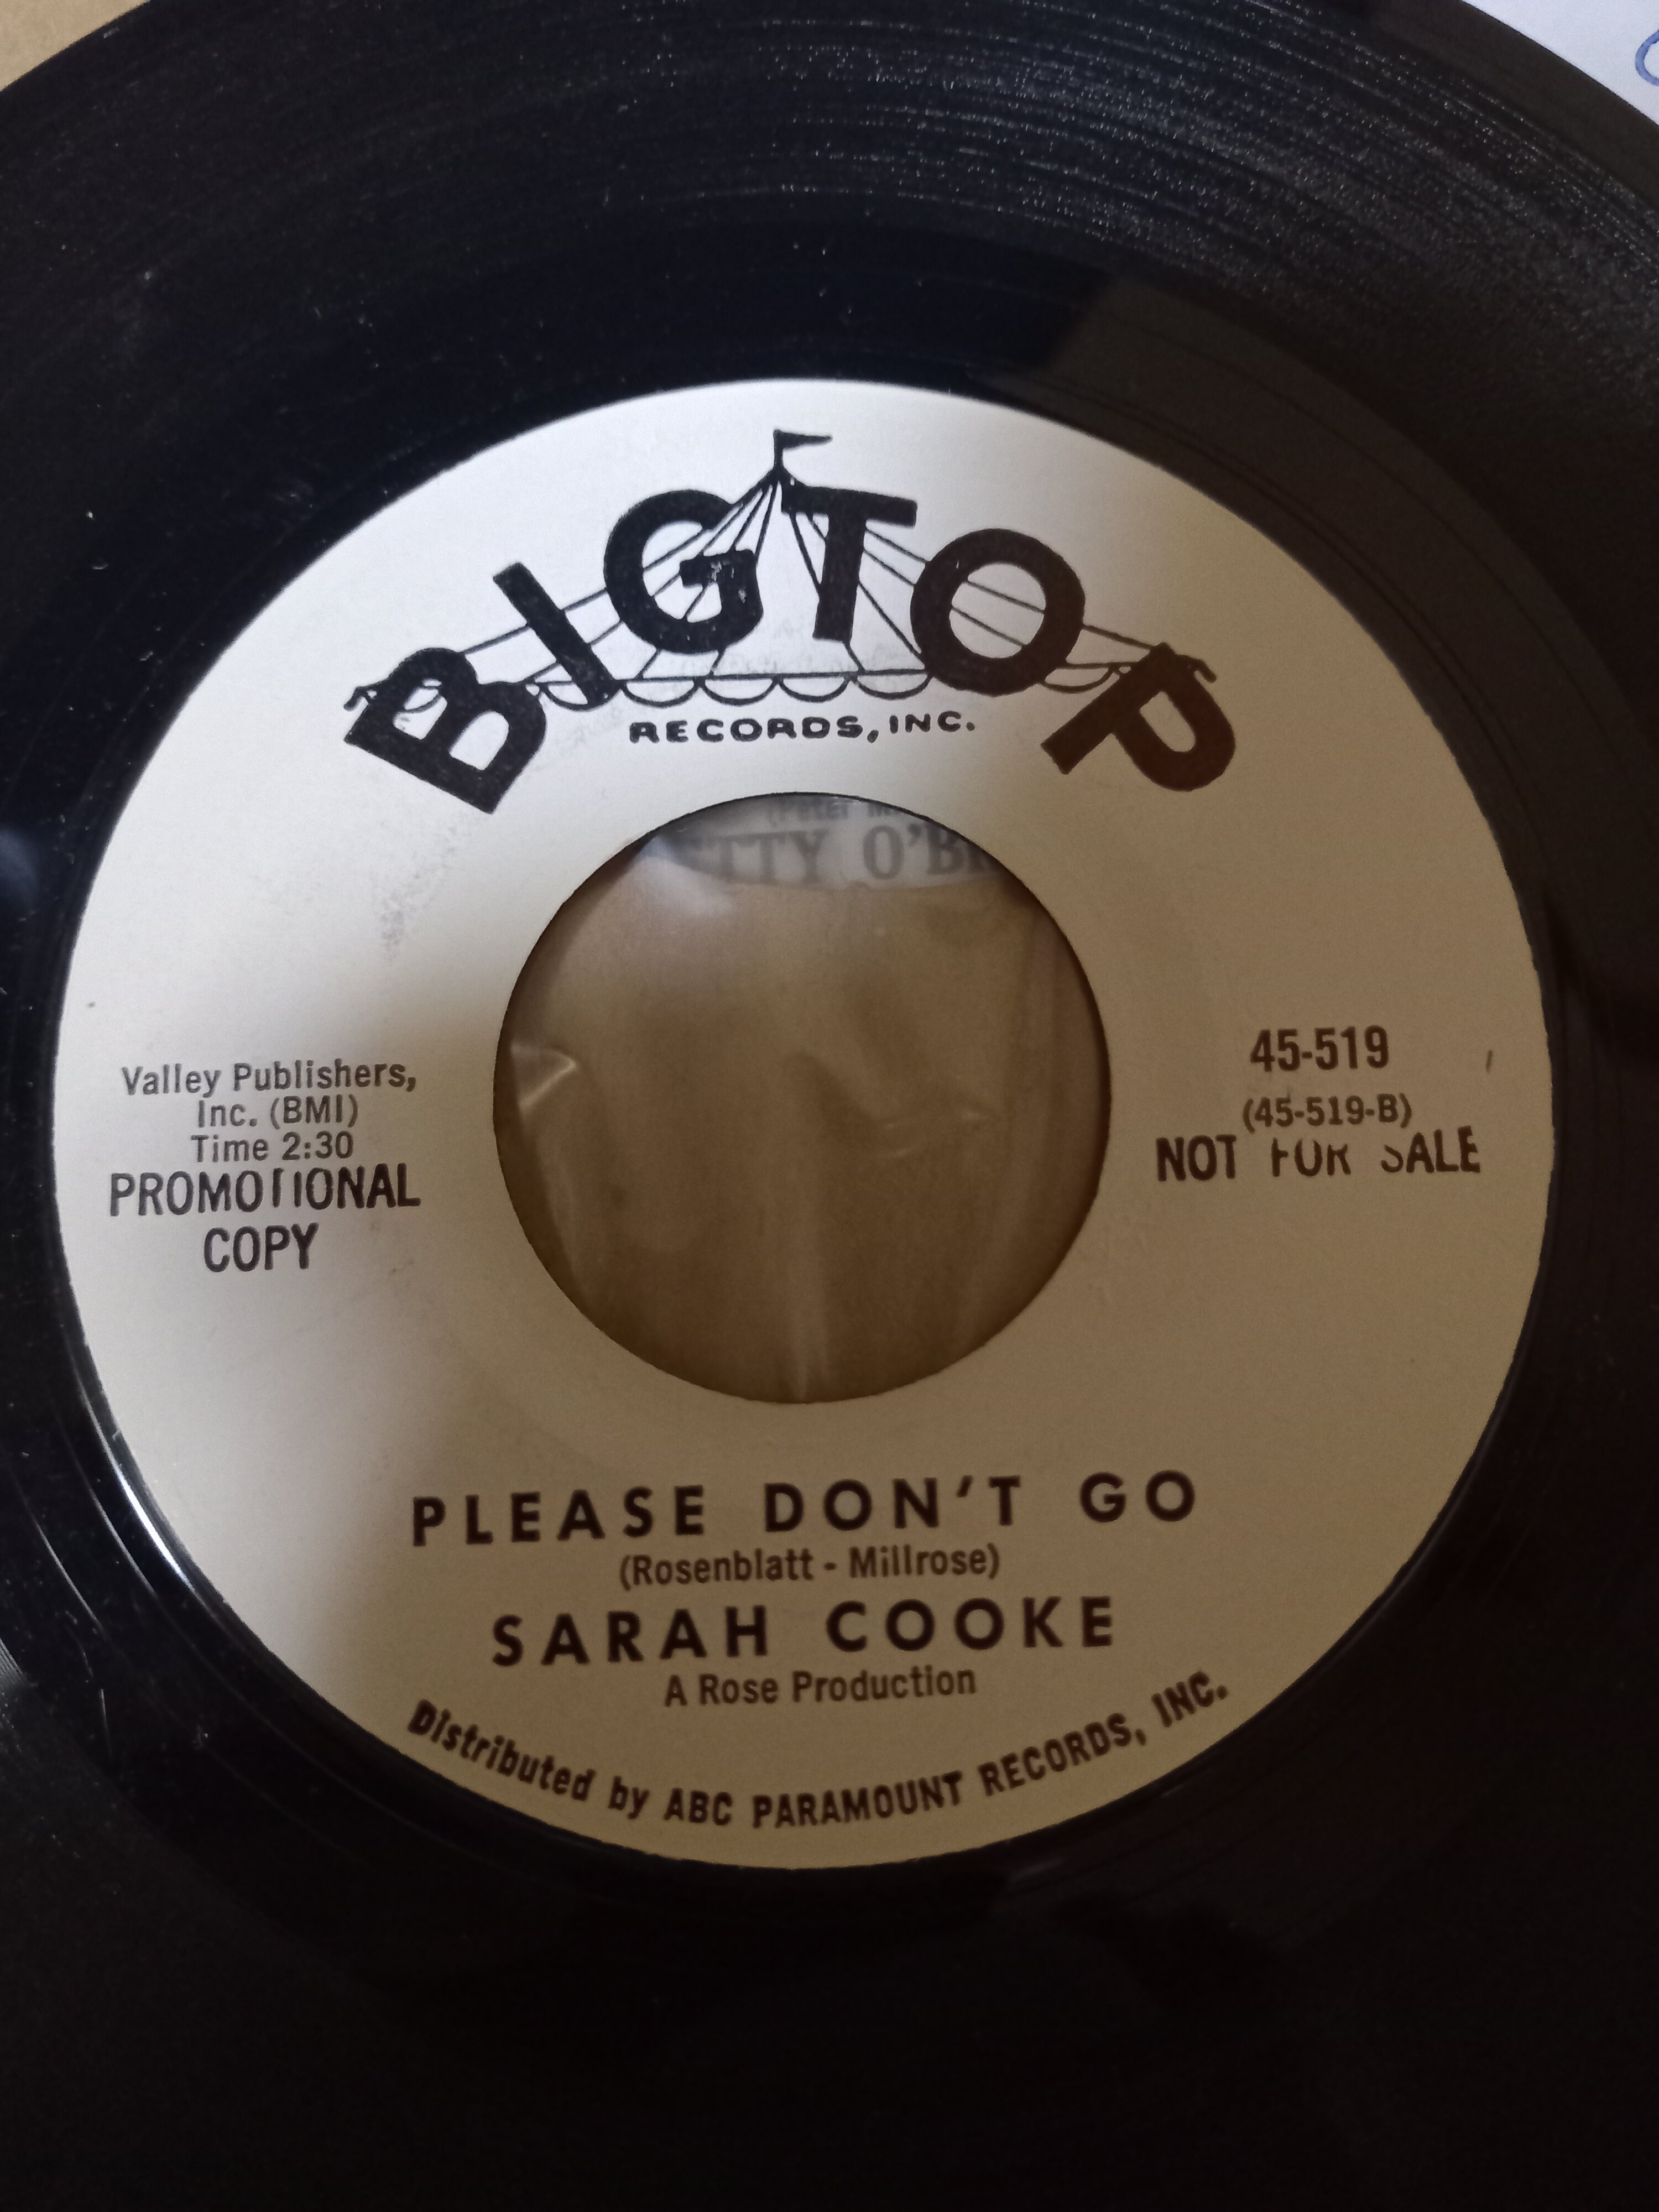 BIGTOP
RECORDS, INC.
(Peter
O'B
Valley Publishers,
Inc. (BMI)
Time 2:30
PROMOTIONAL
COPY
45-519
(45-519-B)
NOT FOR SALE
PLEASE DON'T GO
(Rosenblatt - Millrose)
SARAH COOKE
A Rose Production
Distributed by ABC PARAMOUNT RECORDS, INC.